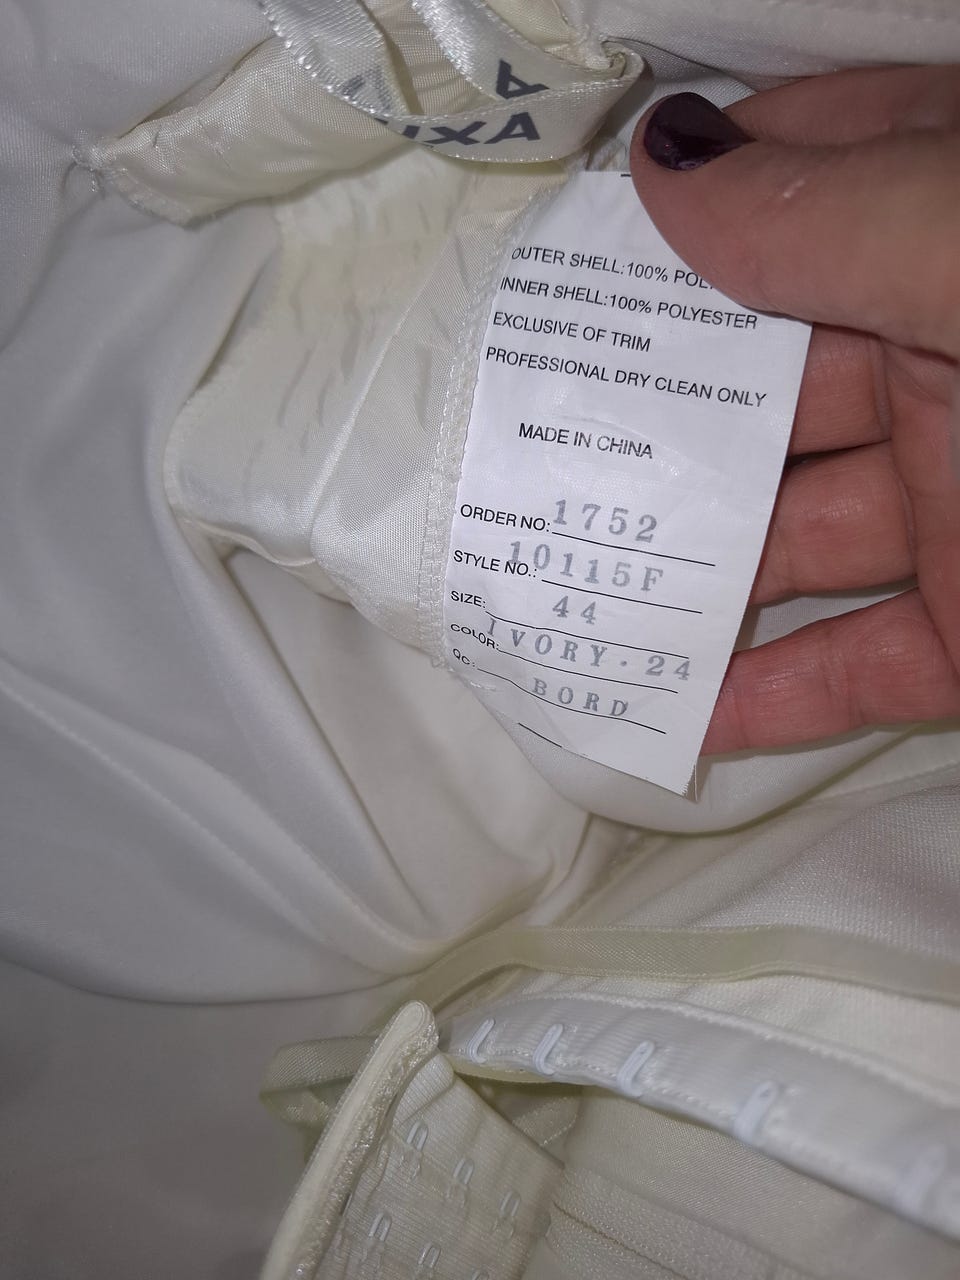 OUTER SHELL:100%
INNER SHELL:100% POLYESTER
EXCLUSIVE OF TRIM
PROFESSIONAL DRY CLEAN ONLY
MADE IN CHINA
ORDER NO: 1752
STYLE NO.: 10115F
SIZE: 44
COLOR: IVORY.24
QC: BORD